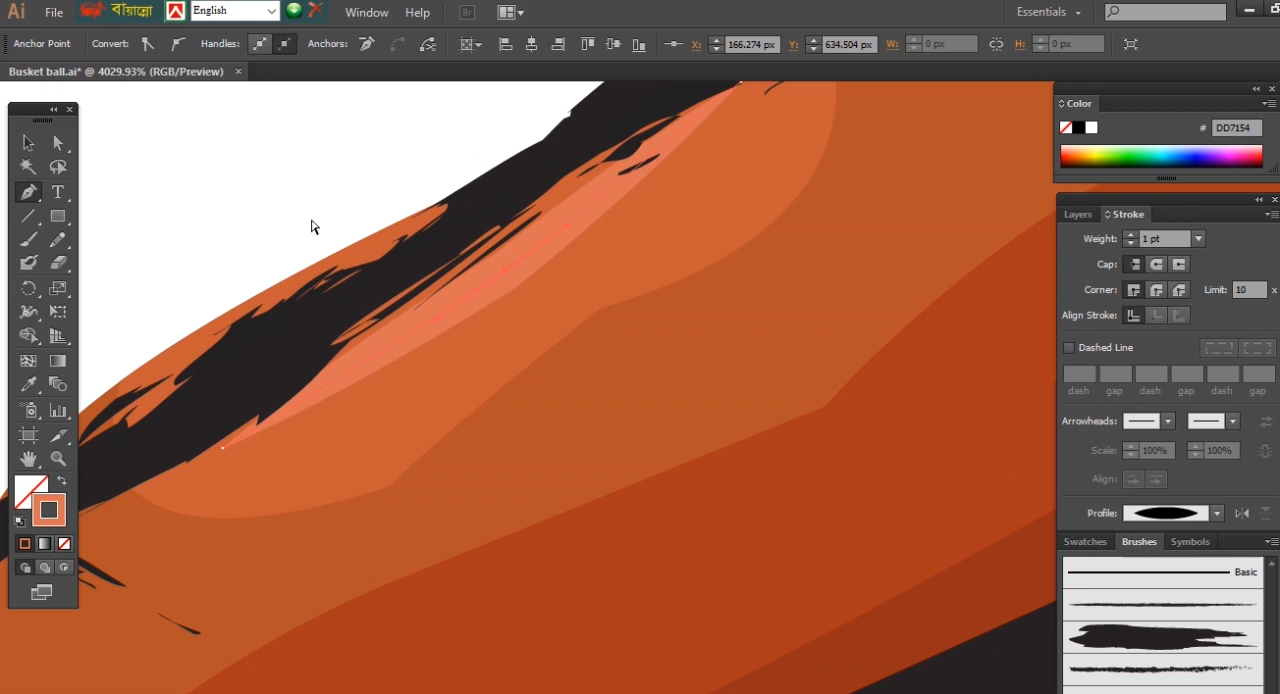 Ai File বাঁয়ান্নো English Window Help Br Essentials
Anchor Point Convert: Handles: Anchors: X: 166.274 px Y: 634.504 px W: 0 px H: 0 px
Busket ball.ai* @ 4029.93% (RGB/Preview) ×
Color
# DD7154
Layers Stroke
Weight: 1 pt
Cap:
Corner: Limit: 10 x
Align Stroke:
Dashed Line
dash gap dash gap dash gap
Arrowheads:
Scale: 100% 100%
Align:
Profile:
Swatches Brushes Symbols
Basic